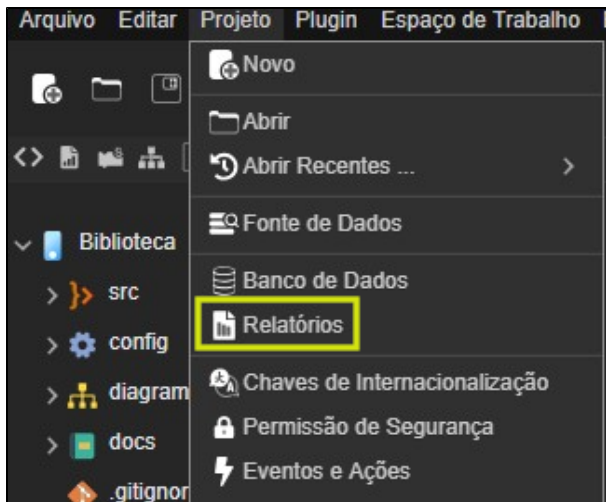 Arquivo Editar Projeto Plugin Espaço de Trabalho
Novo
Abrir
Abrir Recentes ...
Fonte de Dados
Banco de Dados
Relatórios
Chaves de Internacionalização
Permissão de Segurança
Eventos e Ações
Biblioteca
src
config
diagram
docs
.gitignor